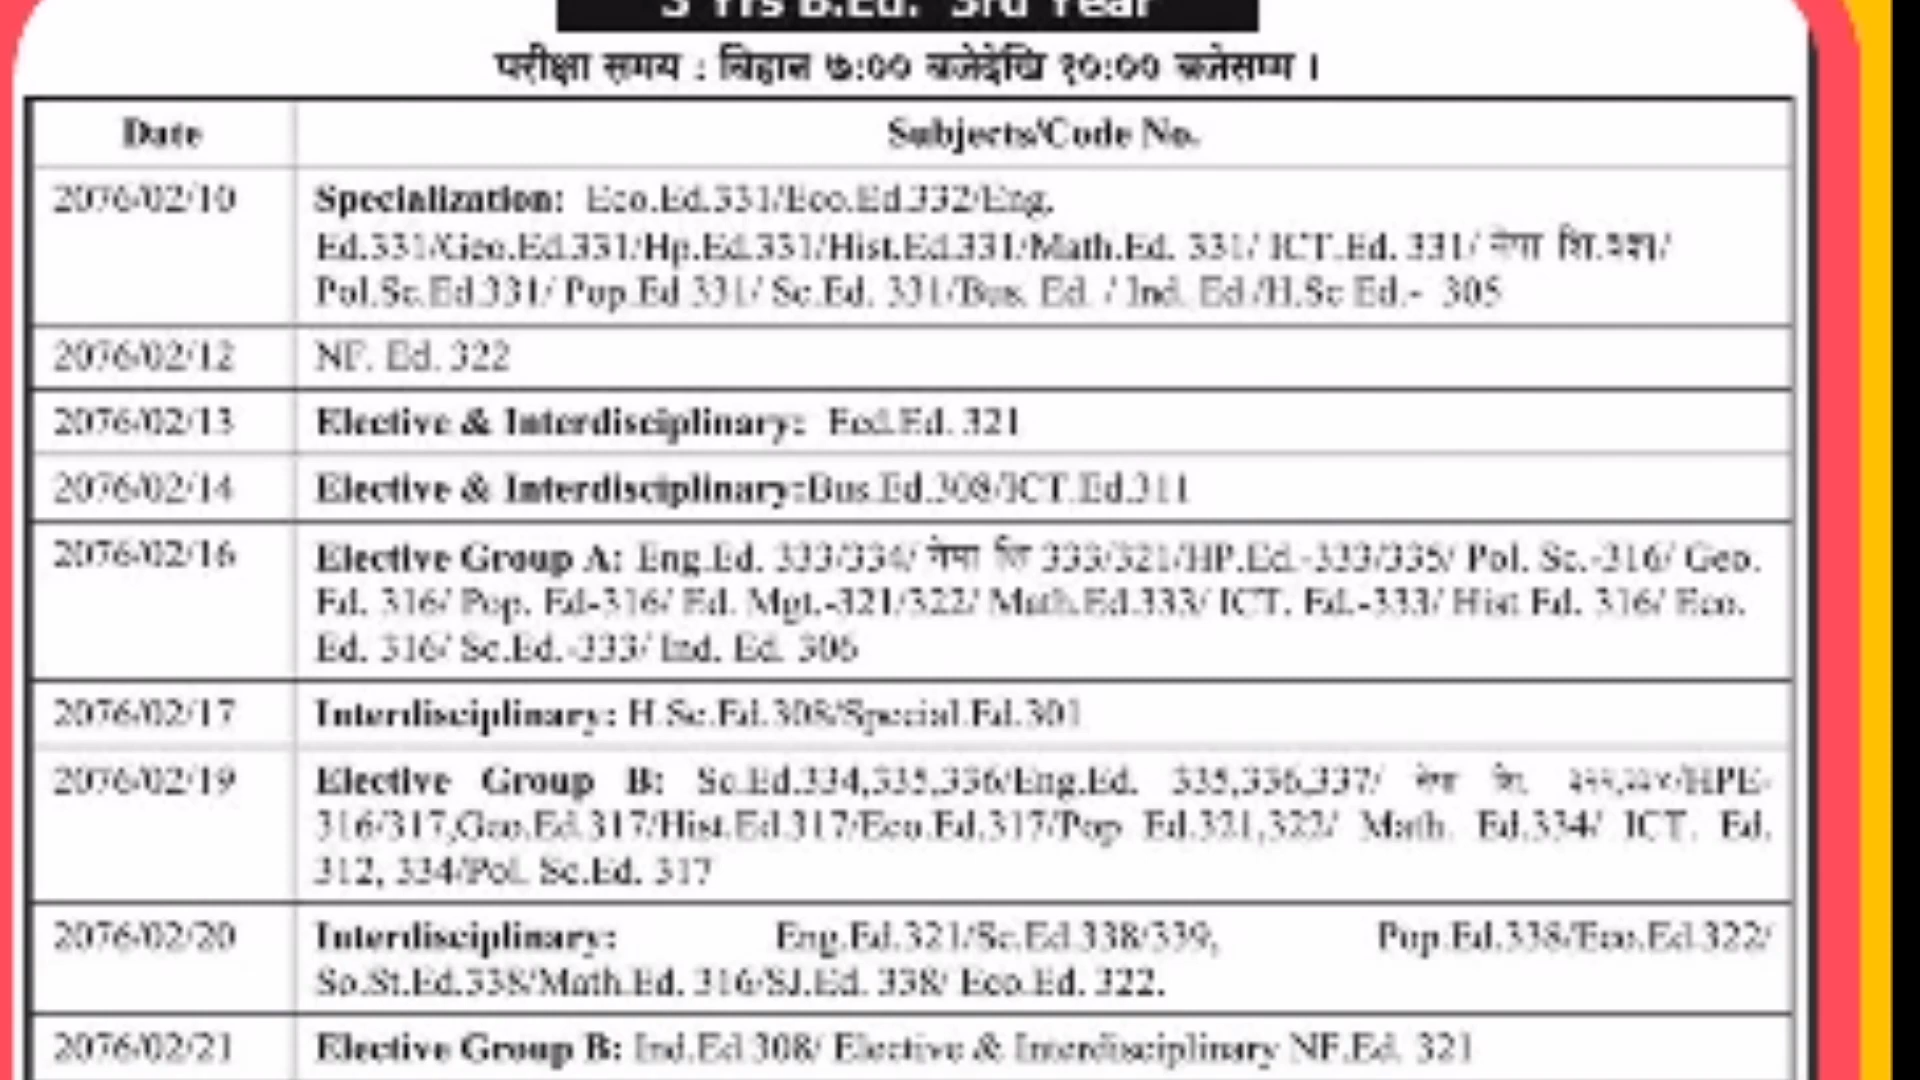 3 Yrs B.Ed. 3rd Year
परीक्षा समय : बिहान ७:०० बजेदेखि १०:०० बजेसम्म ।
Date Subjects/Code No.
2076/02/10 Specialization: Eco.Ed.331/Eco.Ed.332/Eng.
Ed.331/Geo.Ed.331/Hp.Ed.331/Hist.Ed.331/Math.Ed. 331/ ICT.Ed. 331/ नेपा शि.३३१/
Pol.Sc.Ed.331/ Pop.Ed 331/ Sc.Ed. 331/Bus. Ed. / Ind. Ed./H.Sc Ed.- 305
2076/02/12 NF. Ed. 322
2076/02/13 Elective & Interdisciplinary: Ecd.Ed. 321
2076/02/14 Elective & Interdisciplinary:Bus.Ed.308/ICT.Ed.311
2076/02/16 Elective Group A: Eng.Ed. 333/334/ नेपा शि 333/321/HP.Ed.-333/335/ Pol. Sc.-316/ Geo.
Ed. 316/ Pop. Ed-316/ Ed. Mgt.-321/322/ Math.Ed.333/ ICT. Ed.-333/ Hist Ed. 316/ Eco.
Ed. 316/ Sc.Ed.-333/ Ind. Ed. 306
2076/02/17 Interdisciplinary: H.Sc.Ed.308/Special.Ed.301
2076/02/19 Elective Group B: Sc.Ed.334,335,336/Eng.Ed. 335,336,337/ नेपा शि. /HPE-
316/317,Geo.Ed.317/Hist.Ed.317/Eco.Ed.317/Pop Ed.321,322/ Math. Ed.334/ ICT. Ed.
312, 334/Pol. Sc.Ed. 317
2076/02/20 Interdisciplinary: Eng.Ed.321/Sc.Ed.338/339, Pop.Ed.338/Eco.Ed.322/
So.St.Ed.338/Math.Ed. 316/SJ.Ed. 338/ Eco.Ed. 322.
2076/02/21 Elective Group B: Ind.Ed 308/ Elective & Interdisciplinary NF.Ed. 321